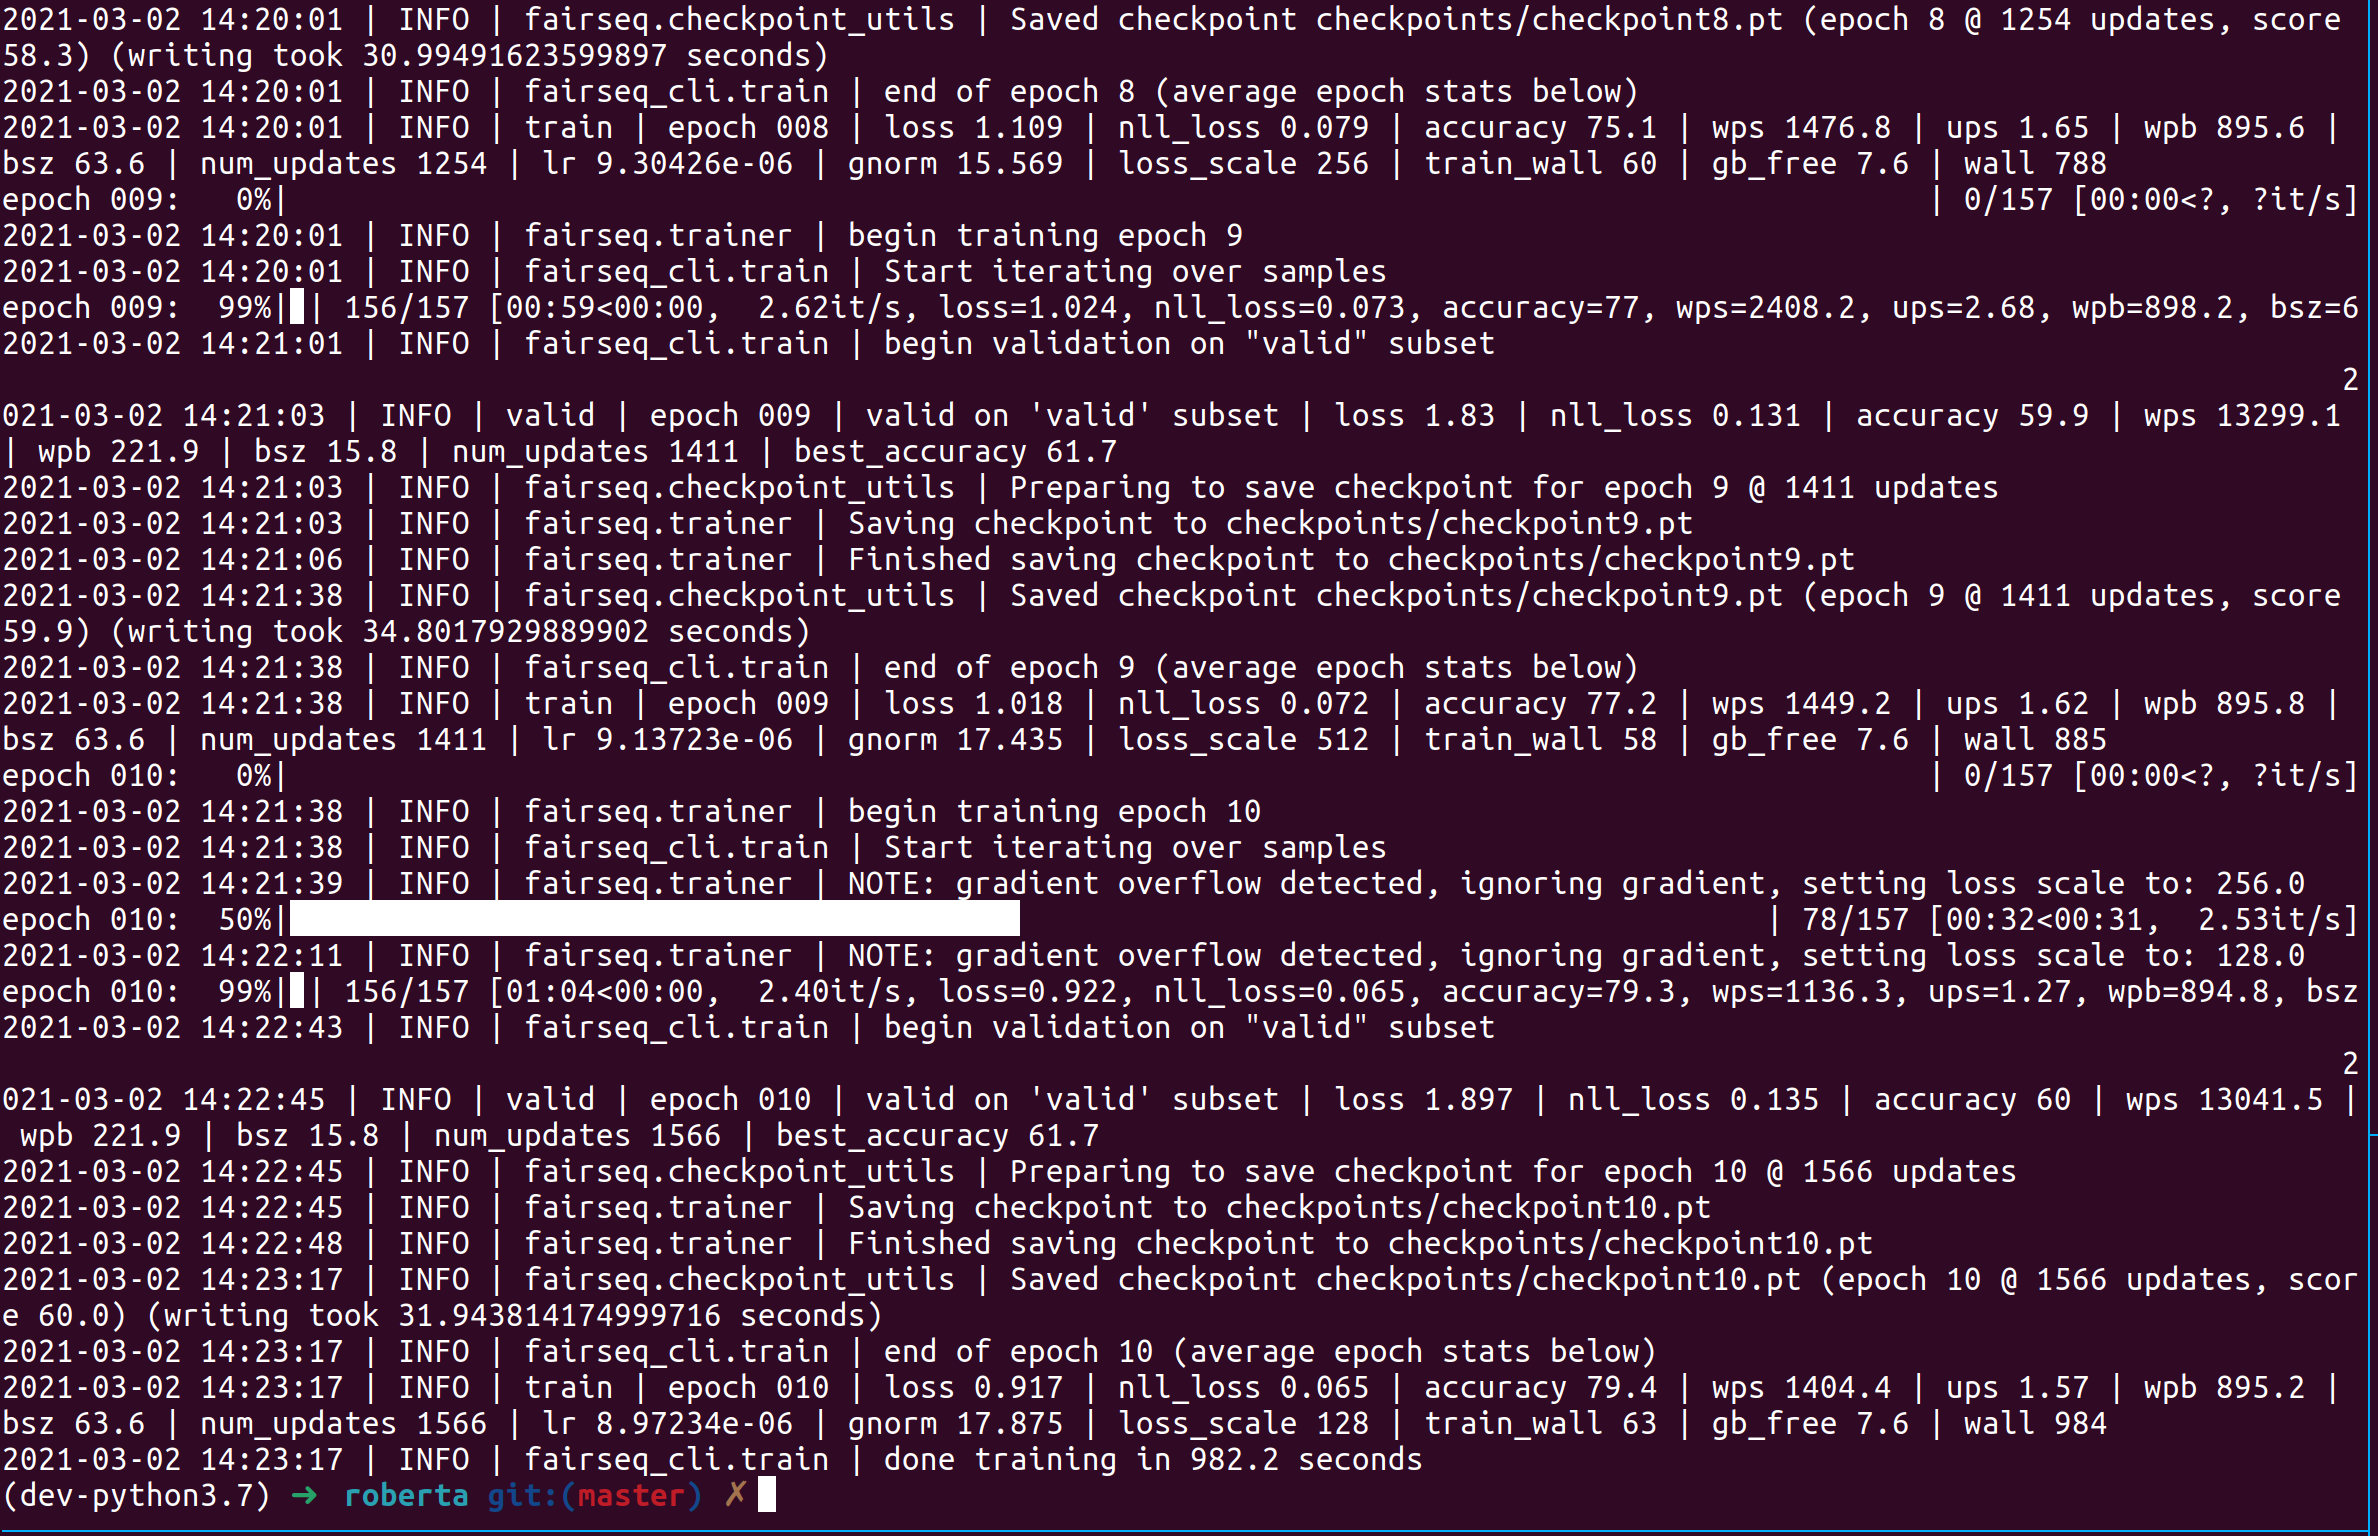 2021-03-02 14:20:01 | INFO | fairseq.checkpoint_utils | Saved checkpoint checkpoints/checkpoint8.pt (epoch 8 @ 1254 updates, score
58.3) (writing took 30.99491623599897 seconds)
2021-03-02 14:20:01 | INFO | fairseq_cli.train | end of epoch 8 (average epoch stats below)
2021-03-02 14:20:01 | INFO | train | epoch 008 | loss 1.109 | nll_loss 0.079 | accuracy 75.1 | wps 1476.8 | ups 1.65 | wpb 895.6 |
bsz 63.6 | num_updates 1254 | lr 9.30426e-06 | gnorm 15.569 | loss_scale 256 | train_wall 60 | gb_free 7.6 | wall 788
epoch 009:   0%|                                                                                           | 0/157 [00:00<?, ?it/s]
2021-03-02 14:20:01 | INFO | fairseq.trainer | begin training epoch 9
2021-03-02 14:20:01 | INFO | fairseq_cli.train | Start iterating over samples
epoch 009:  99%|█| 156/157 [00:59<00:00,  2.62it/s, loss=1.024, nll_loss=0.073, accuracy=77, wps=2408.2, ups=2.68, wpb=898.2, bsz=6
2021-03-02 14:21:01 | INFO | fairseq_cli.train | begin validation on "valid" subset
2
021-03-02 14:21:03 | INFO | valid | epoch 009 | valid on 'valid' subset | loss 1.83 | nll_loss 0.131 | accuracy 59.9 | wps 13299.1
| wpb 221.9 | bsz 15.8 | num_updates 1411 | best_accuracy 61.7
2021-03-02 14:21:03 | INFO | fairseq.checkpoint_utils | Preparing to save checkpoint for epoch 9 @ 1411 updates
2021-03-02 14:21:03 | INFO | fairseq.trainer | Saving checkpoint to checkpoints/checkpoint9.pt
2021-03-02 14:21:06 | INFO | fairseq.trainer | Finished saving checkpoint to checkpoints/checkpoint9.pt
2021-03-02 14:21:38 | INFO | fairseq.checkpoint_utils | Saved checkpoint checkpoints/checkpoint9.pt (epoch 9 @ 1411 updates, score
59.9) (writing took 34.8017929889902 seconds)
2021-03-02 14:21:38 | INFO | fairseq_cli.train | end of epoch 9 (average epoch stats below)
2021-03-02 14:21:38 | INFO | train | epoch 009 | loss 1.018 | nll_loss 0.072 | accuracy 77.2 | wps 1449.2 | ups 1.62 | wpb 895.8 |
bsz 63.6 | num_updates 1411 | lr 9.13723e-06 | gnorm 17.435 | loss_scale 512 | train_wall 58 | gb_free 7.6 | wall 885
epoch 010:   0%|                                                                                           | 0/157 [00:00<?, ?it/s]
2021-03-02 14:21:38 | INFO | fairseq.trainer | begin training epoch 10
2021-03-02 14:21:38 | INFO | fairseq_cli.train | Start iterating over samples
2021-03-02 14:21:39 | INFO | fairseq.trainer | NOTE: gradient overflow detected, ignoring gradient, setting loss scale to: 256.0
epoch 010:  50%|                                                                                  | 78/157 [00:32<00:31,  2.53it/s]
2021-03-02 14:22:11 | INFO | fairseq.trainer | NOTE: gradient overflow detected, ignoring gradient, setting loss scale to: 128.0
epoch 010:  99%|█| 156/157 [01:04<00:00,  2.40it/s, loss=0.922, nll_loss=0.065, accuracy=79.3, wps=1136.3, ups=1.27, wpb=894.8, bsz
2021-03-02 14:22:43 | INFO | fairseq_cli.train | begin validation on "valid" subset
2
021-03-02 14:22:45 | INFO | valid | epoch 010 | valid on 'valid' subset | loss 1.897 | nll_loss 0.135 | accuracy 60 | wps 13041.5 |
wpb 221.9 | bsz 15.8 | num_updates 1566 | best_accuracy 61.7
2021-03-02 14:22:45 | INFO | fairseq.checkpoint_utils | Preparing to save checkpoint for epoch 10 @ 1566 updates
2021-03-02 14:22:45 | INFO | fairseq.trainer | Saving checkpoint to checkpoints/checkpoint10.pt
2021-03-02 14:22:48 | INFO | fairseq.trainer | Finished saving checkpoint to checkpoints/checkpoint10.pt
2021-03-02 14:23:17 | INFO | fairseq.checkpoint_utils | Saved checkpoint checkpoints/checkpoint10.pt (epoch 10 @ 1566 updates, scor
e 60.0) (writing took 31.943814174999716 seconds)
2021-03-02 14:23:17 | INFO | fairseq_cli.train | end of epoch 10 (average epoch stats below)
2021-03-02 14:23:17 | INFO | train | epoch 010 | loss 0.917 | nll_loss 0.065 | accuracy 79.4 | wps 1404.4 | ups 1.57 | wpb 895.2 |
bsz 63.6 | num_updates 1566 | lr 8.97234e-06 | gnorm 17.875 | loss_scale 128 | train_wall 63 | gb_free 7.6 | wall 984
2021-03-02 14:23:17 | INFO | fairseq_cli.train | done training in 982.2 seconds
(dev-python3.7) ➜  roberta git:(master) ✗